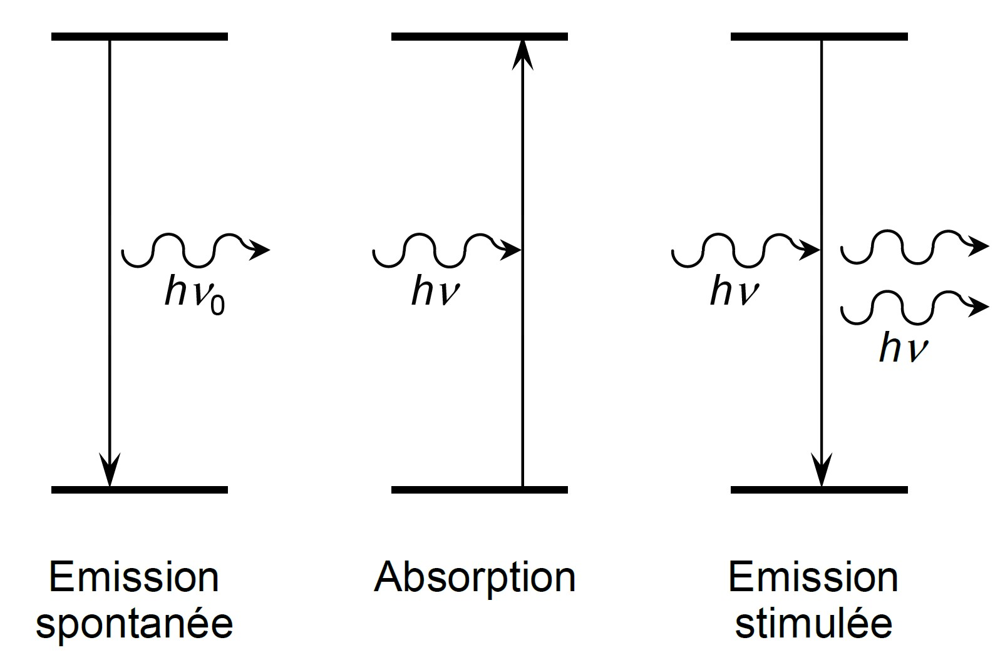 hν₀
hν
hν
hν
Emission
spontanée
Absorption
Emission
stimulée